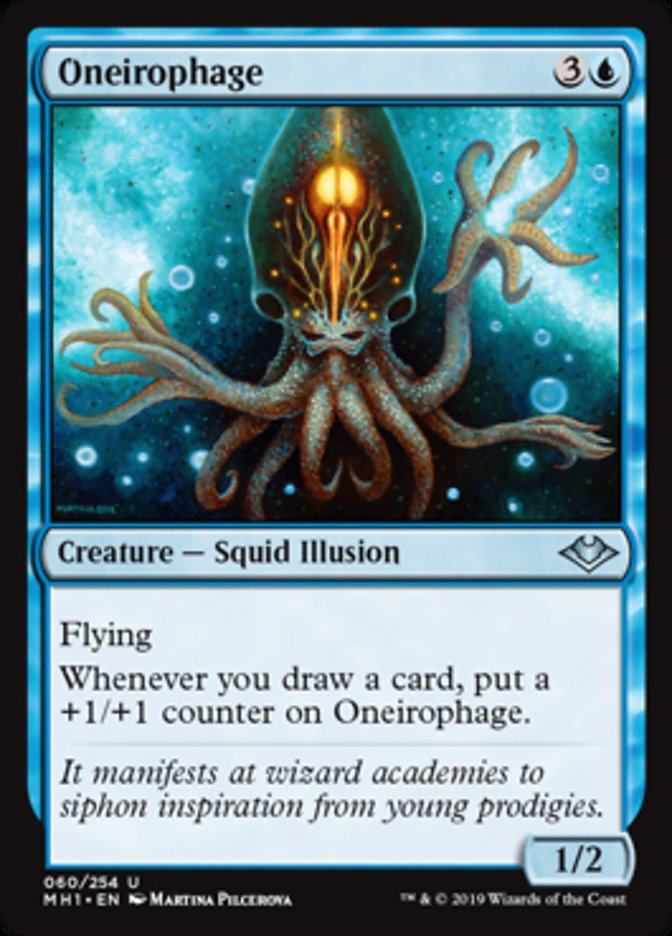 Oneirophage 3
Creature — Squid Illusion
Flying
Whenever you draw a card, put a
+1/+1 counter on Oneirophage.
It manifests at wizard academies to
siphon inspiration from young prodigies.
1/2
060/254 U
MH1 • EN Martina Pilcerova
™ & © 2019 Wizards of the Coast